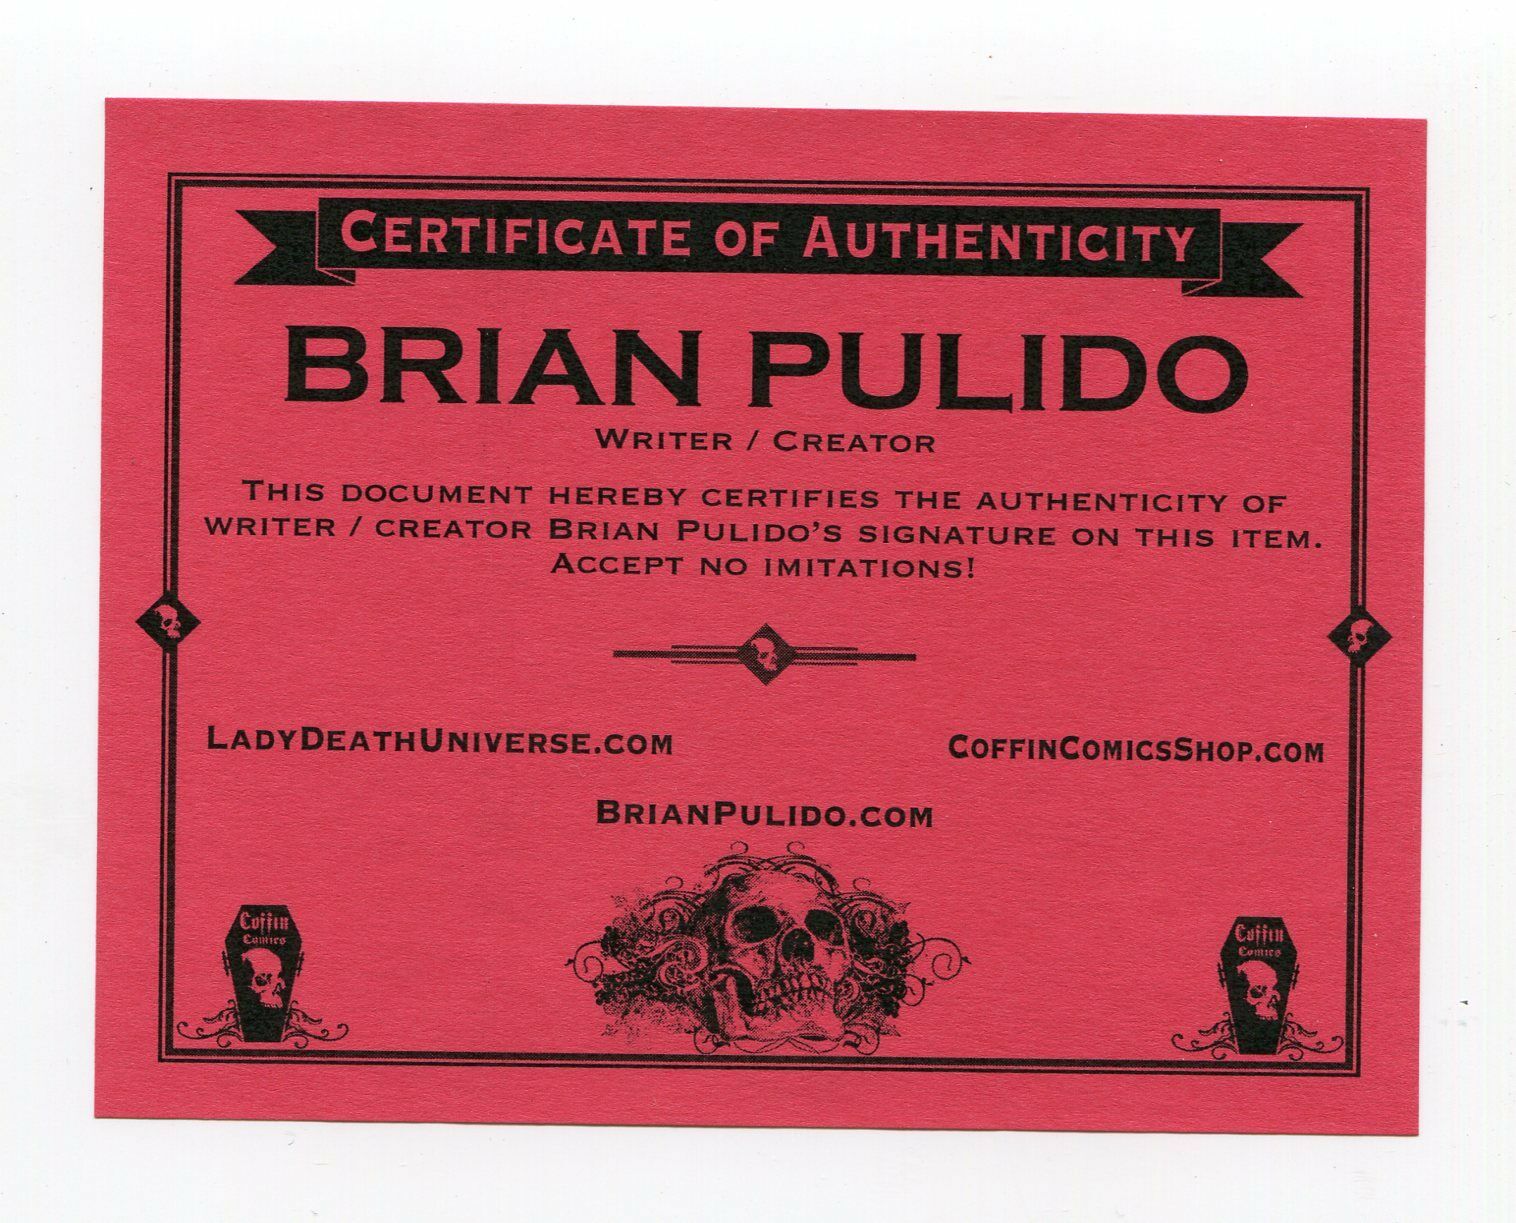 CERTIFICATE OF AUTHENTICITY
BRIAN PULIDO
WRITER / CREATOR
THIS DOCUMENT HEREBY CERTIFIES THE AUTHENTICITY OF
WRITER / CREATOR BRIAN PULIDO'S SIGNATURE ON THIS ITEM.
ACCEPT NO IMITATIONS!
LADYDEATHUNIVERSE.COM
COFFINCOMICSSHOP.COM
BRIANPULIDO.COM
Coffin
Comics
Coffin
Comics